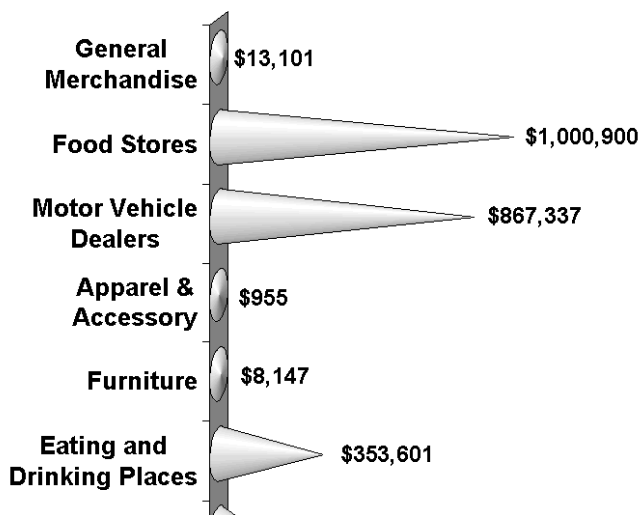 General
Merchandise
$13,101
Food Stores
$1,000,900
Motor Vehicle
Dealers
$867,337
Apparel &
Accessory
$955
Furniture
$8,147
Eating and
Drinking Places
$353,601